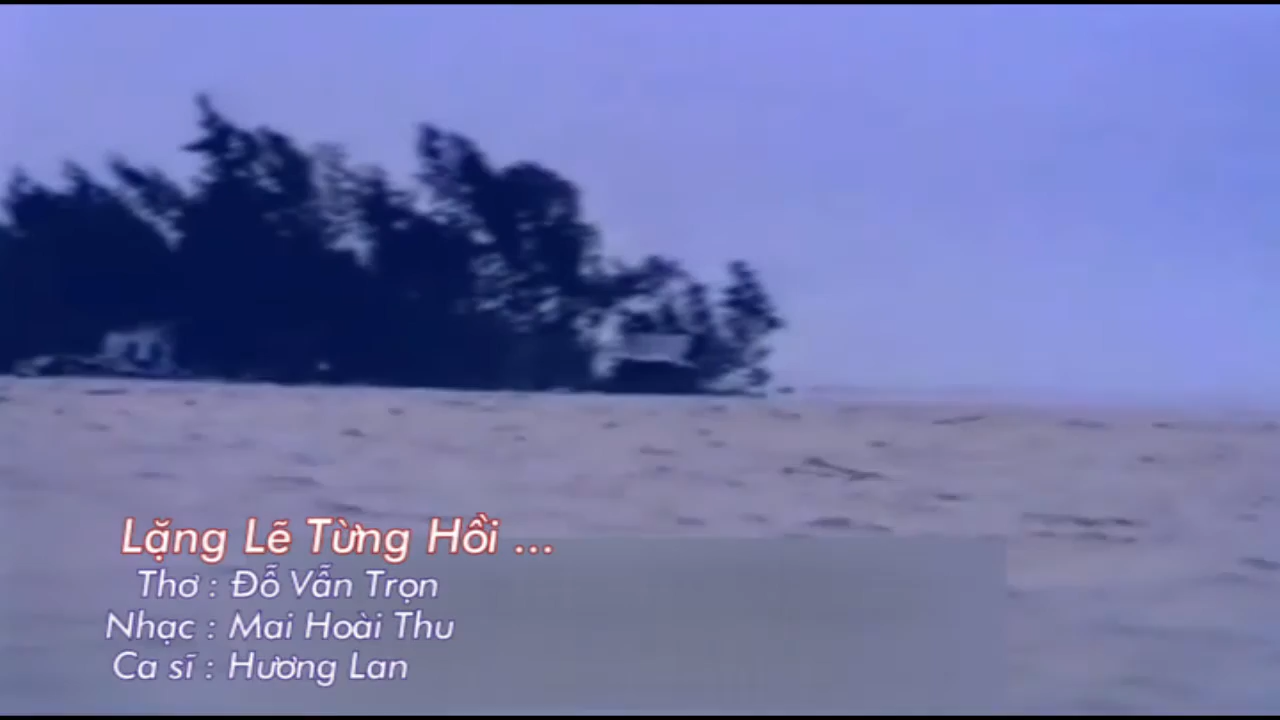 Lặng Lẽ Từng Hồi ...
Thơ : Đỗ Vẫn Trọn
Nhạc : Mai Hoài Thu
Ca sĩ : Hương Lan